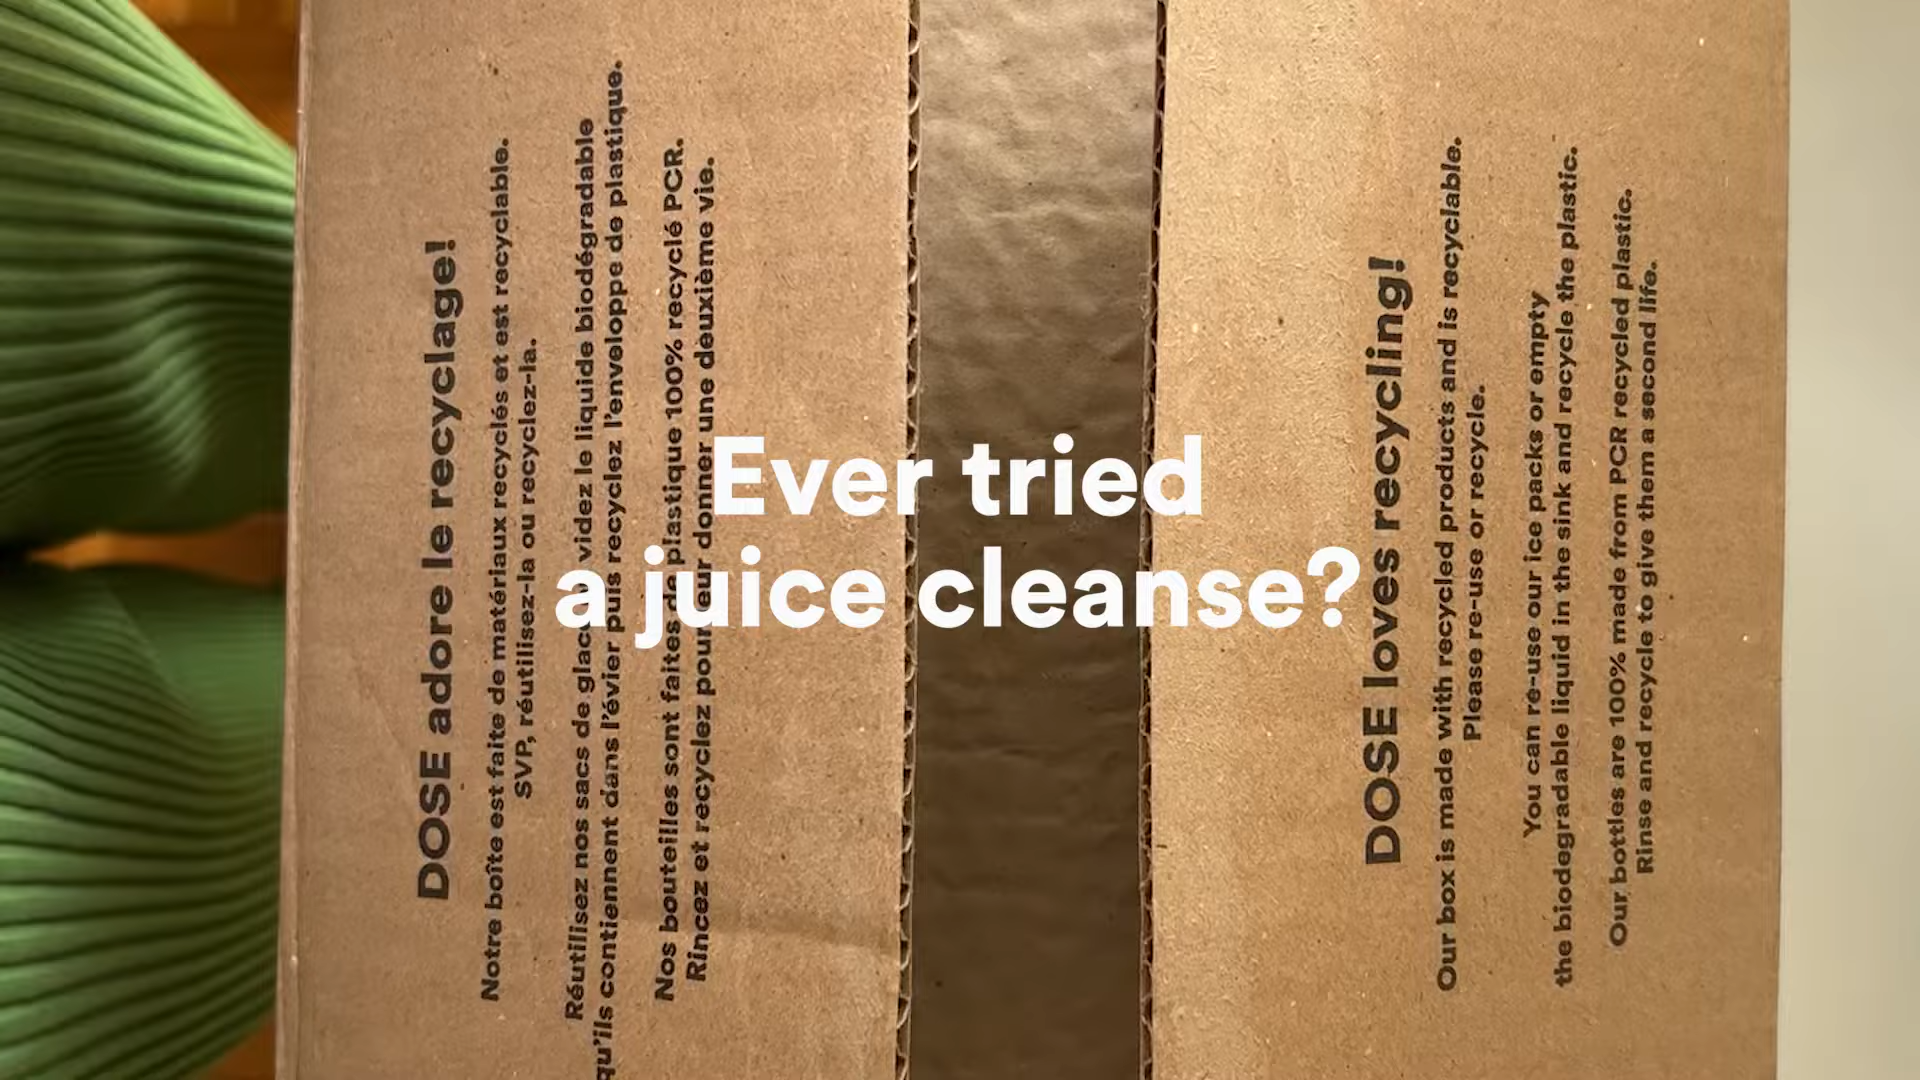 Ever tried
a juice cleanse?
DOSE adore le recyclage!
Notre boîte est faite de matériaux recyclés et est recyclable.
SVP, réutilisez-la ou recyclez-la.
Réutilisez nos sacs de glace videz le liquide biodégradable
qu'ils contiennent dans l'évier puis recyclez l'enveloppe de plastique.
Nos bouteilles sont faites de plastique 100% recyclé PCR.
Rincez et recyclez pour leur donner une deuxième vie.
DOSE loves recycling!
Our box is made with recycled products and is recyclable.
Please re-use or recycle.
You can re-use our ice packs or empty
the biodegradable liquid in the sink and recycle the plastic.
Our bottles are 100% made from PCR recycled plastic.
Rinse and recycle to give them a second life.